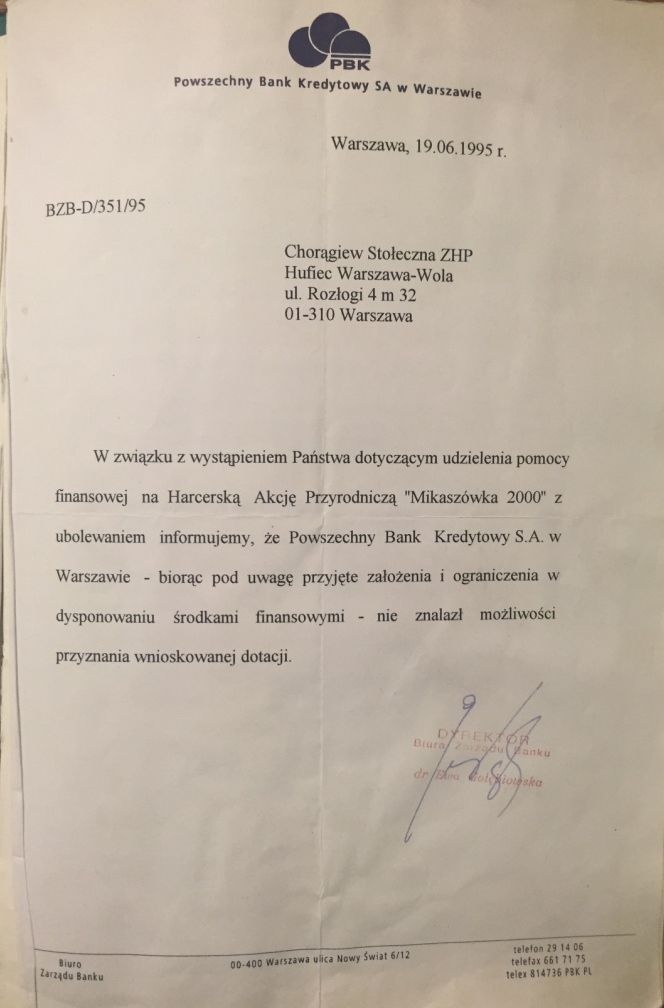 PBK
Powszechny Bank Kredytowy SA w Warszawie
Warszawa, 19.06.1995 r.
BZB-D/351/95
Chorągiew Stołeczna ZHP
Hufiec Warszawa-Wola
ul. Rozłogi 4 m 32
01-310 Warszawa
W związku z wystąpieniem Państwa dotyczącym udzielenia pomocy
finansowej na Harcerską Akcję Przyrodniczą "Mikaszówka 2000" z
ubolewaniem informujemy, że Powszechny Bank Kredytowy S.A. w
Warszawie - biorąc pod uwagę przyjęte założenia i ograniczenia w
dysponowaniu środkami finansowymi - nie znalazł możliwości
przyznania wnioskowanej dotacji.
DYREKTOR
Biura Zarządu Banku
dr Ewa
Biuro
Zarządu Banku
00-400 Warszawa ulica Nowy Świat 6/12
telefon 29 14 06
telefax 661 71 75
telex 814736 PBK PL